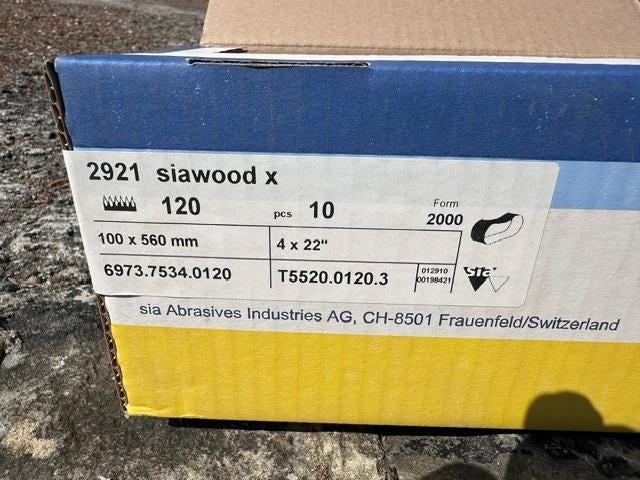 2921 siawood x
120 pcs 10 Form 2000
100 x 560 mm 4 x 22"
6973.7534.0120 T5520.0120.3 012910 00198421 sia
sia Abrasives Industries AG, CH-8501 Frauenfeld/Switzerland